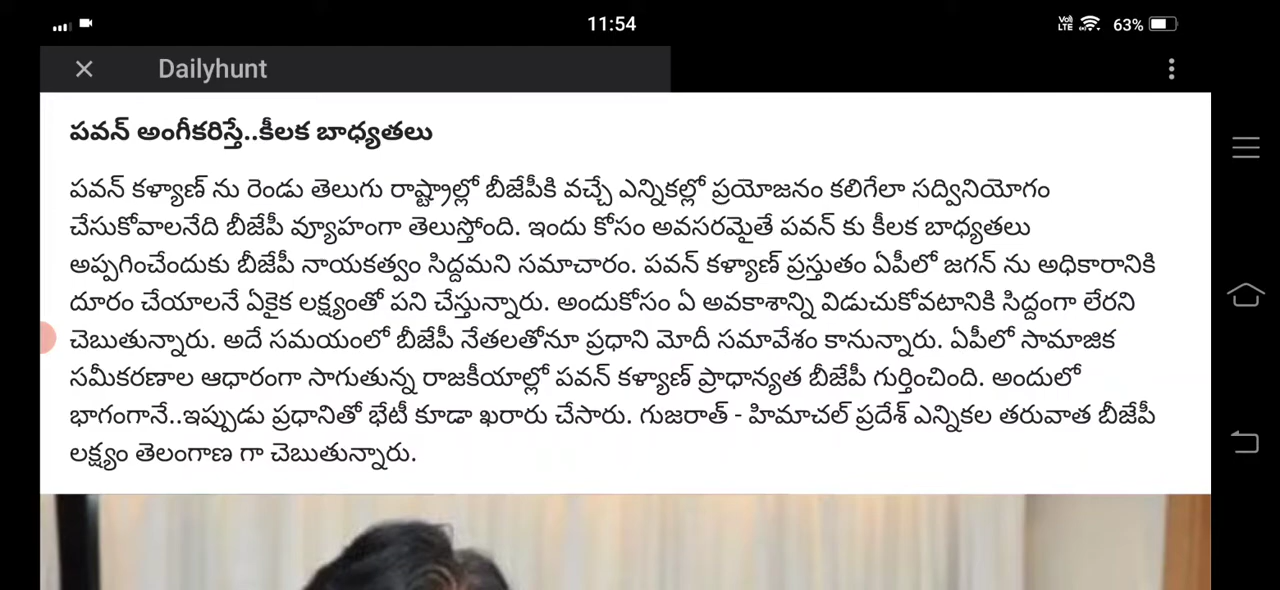 11:54
Vo) LTE 63%
Dailyhunt
పవన్ అంగీకరిస్తే..కీలక బాధ్యతలు
పవన్ కళ్యాణ్ ను రెండు తెలుగు రాష్ట్రాల్లో బీజేపీకి వచ్చే ఎన్నికల్లో ప్రయోజనం కలిగేలా సద్వినియోగం
చేసుకోవాలనేది బీజేపీ వ్యూహంగా తెలుస్తోంది. ఇందు కోసం అవసరమైతే పవన్ కు కీలక బాధ్యతలు
అప్పగించేందుకు బీజేపీ నాయకత్వం సిద్దమని సమాచారం. పవన్ కళ్యాణ్ ప్రస్తుతం ఏపీలో జగన్ ను అధికారానికి
దూరం చేయాలనే ఏకైక లక్ష్యంతో పని చేస్తున్నారు. అందుకోసం ఏ అవకాశాన్ని విడుచుకోవటానికి సిద్దంగా లేరని
చెబుతున్నారు. అదే సమయంలో బీజేపీ నేతలతోనూ ప్రధాని మోదీ సమావేశం కానున్నారు. ఏపీలో సామాజిక
సమీకరణాల ఆధారంగా సాగుతున్న రాజకీయాల్లో పవన్ కళ్యాణ్ ప్రాధాన్యత బీజేపీ గుర్తించింది. అందులో
భాగంగానే..ఇప్పుడు ప్రధానితో భేటీ కూడా ఖరారు చేసారు. గుజరాత్ - హిమాచల్ ప్రదేశ్ ఎన్నికల తరువాత బీజేపీ
లక్ష్యం తెలంగాణ గా చెబుతున్నారు.